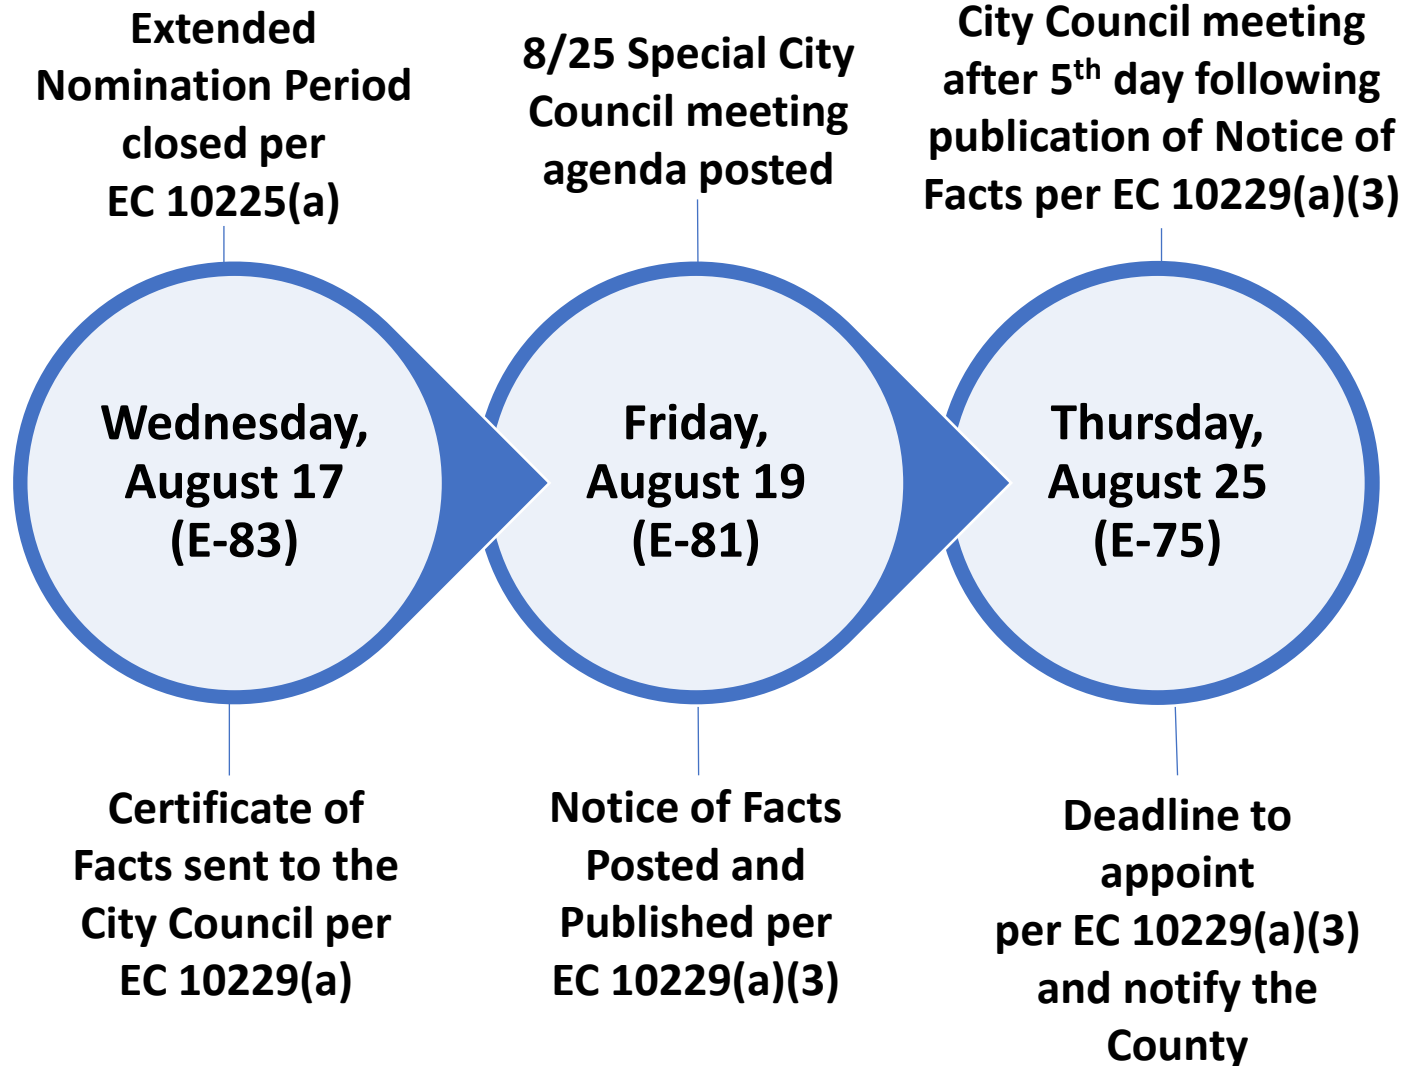 Extended
Nomination Period
closed per
EC 10225(a)
8/25 Special City
Council meeting
agenda posted
City Council meeting
after 5th day following
publication of Notice of
Facts per EC 10229(a)(3)
Wednesday,
August 17
(E-83)
Friday,
August 19
(E-81)
Thursday,
August 25
(E-75)
Certificate of
Facts sent to the
City Council per
EC 10229(a)
Notice of Facts
Posted and
Published per
EC 10229(a)(3)
Deadline to
appoint
per EC 10229(a)(3)
and notify the
County